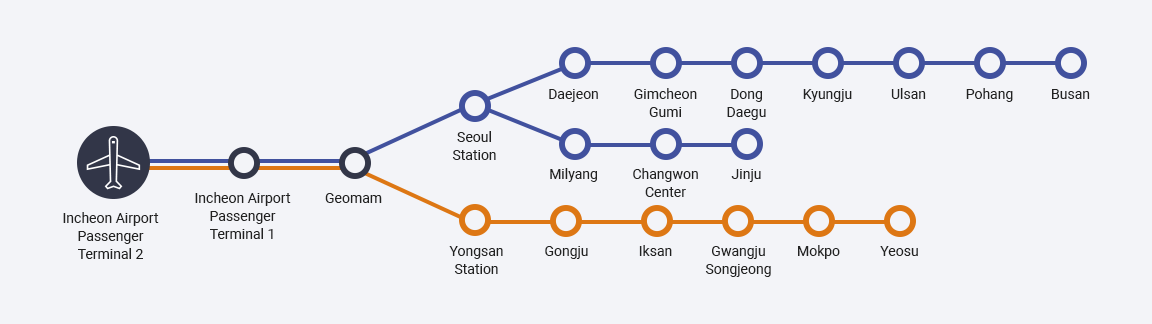 Daejeon
Gimcheon
Gumi
Dong
Daegu
Kyungju
Ulsan
Pohang
Busan
Seoul
Station
Milyang
Changwon
Center
Jinju
Incheon Airport
Passenger
Terminal 2
Incheon Airport
Passenger
Terminal 1
Geomam
Yongsan
Station
Gongju
Iksan
Gwangju
Songjeong
Mokpo
Yeosu